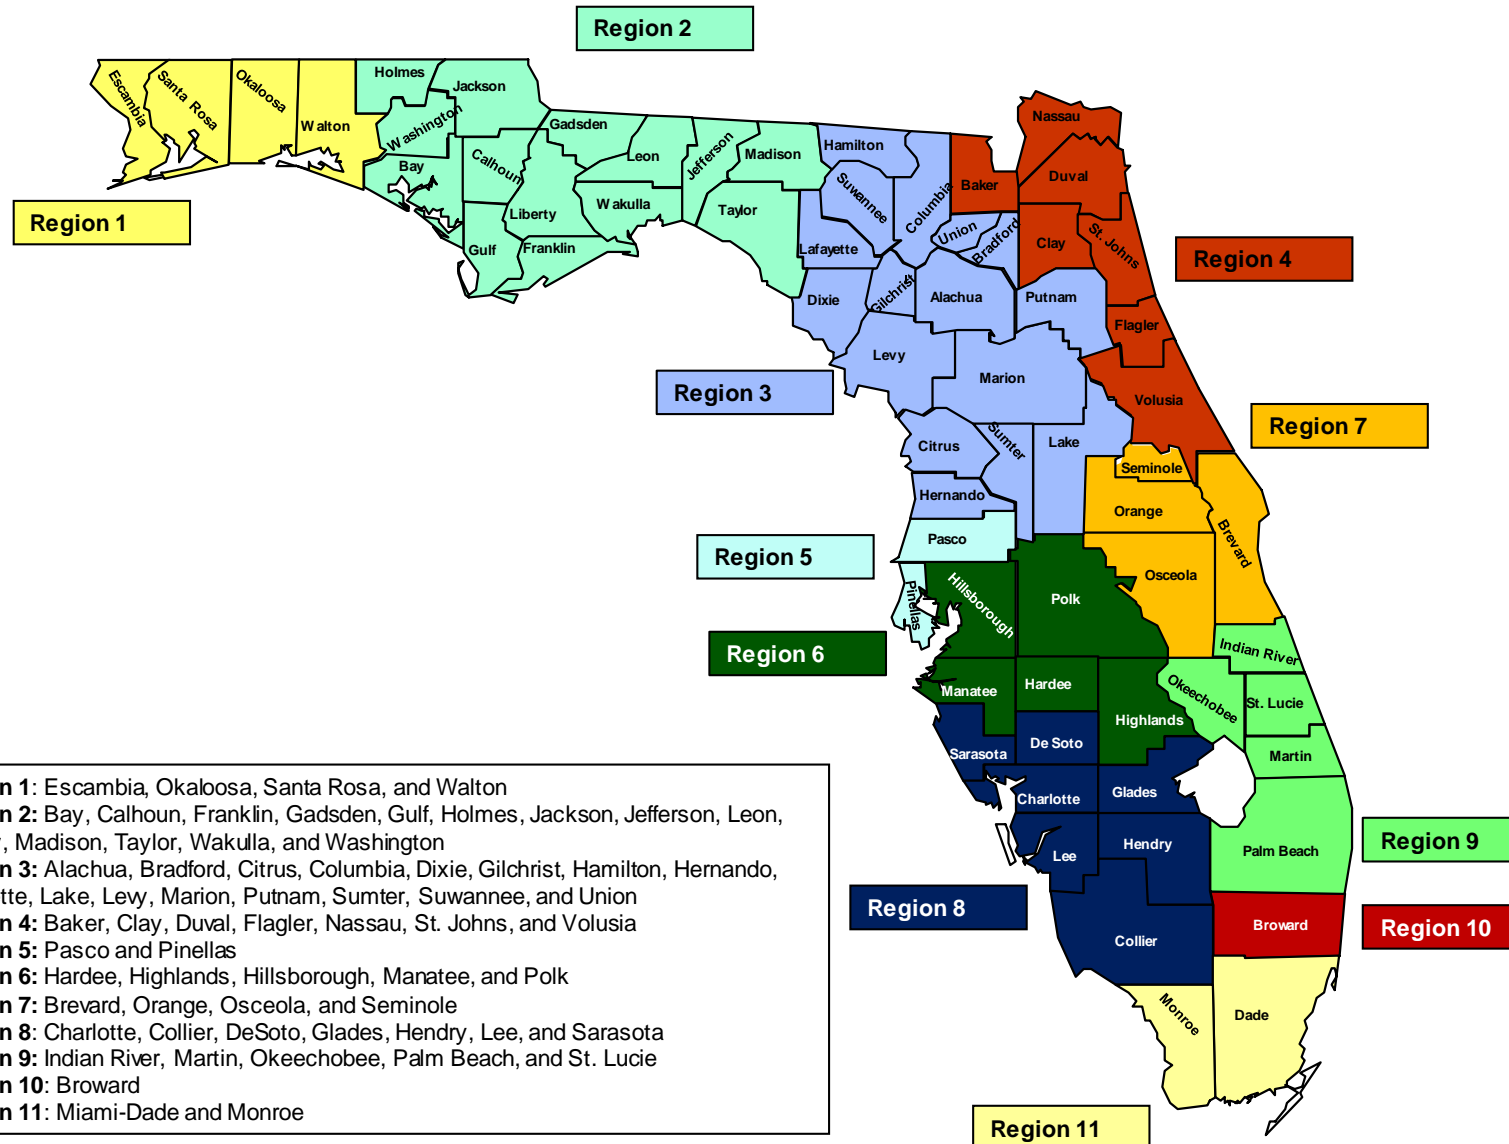 Region 2
Holmes
Jackson
Escambia
Santa Rosa
Okaloosa
Walton
Washington
Bay
Calhoun
Gadsden
Leon
Jefferson
Madison
Hamilton
Nassau
Duval
Baker
Suwannee
Columbia
Liberty
Wakulla
Taylor
Union
Bradford
Clay
St. Johns
Region 1
Gulf
Franklin
Lafayette
Region 4
Dixie
Gilchrist
Alachua
Putnam
Flagler
Levy
Marion
Region 3
Volusia
Region 7
Citrus
Sumter
Lake
Seminole
Hernando
Orange
Brevard
Pasco
Region 5
Osceola
Pinellas
Hillsborough
Polk
Region 6
Indian River
Manatee
Hardee
Okeechobee
St. Lucie
Highlands
Sarasota
De Soto
Martin
Charlotte
Glades
Region 9
Lee
Hendry
Palm Beach
Region 8
Collier
Broward
Region 10
Monroe
Dade
Region 11
n 1: Escambia, Okaloosa, Santa Rosa, and Walton
n 2: Bay, Calhoun, Franklin, Gadsden, Gulf, Holmes, Jackson, Jefferson, Leon,
, Madison, Taylor, Wakulla, and Washington
n 3: Alachua, Bradford, Citrus, Columbia, Dixie, Gilchrist, Hamilton, Hernando,
tte, Lake, Levy, Marion, Putnam, Sumter, Suwannee, and Union
n 4: Baker, Clay, Duval, Flagler, Nassau, St. Johns, and Volusia
n 5: Pasco and Pinellas
n 6: Hardee, Highlands, Hillsborough, Manatee, and Polk
n 7: Brevard, Orange, Osceola, and Seminole
n 8: Charlotte, Collier, DeSoto, Glades, Hendry, Lee, and Sarasota
n 9: Indian River, Martin, Okeechobee, Palm Beach, and St. Lucie
n 10: Broward
n 11: Miami-Dade and Monroe